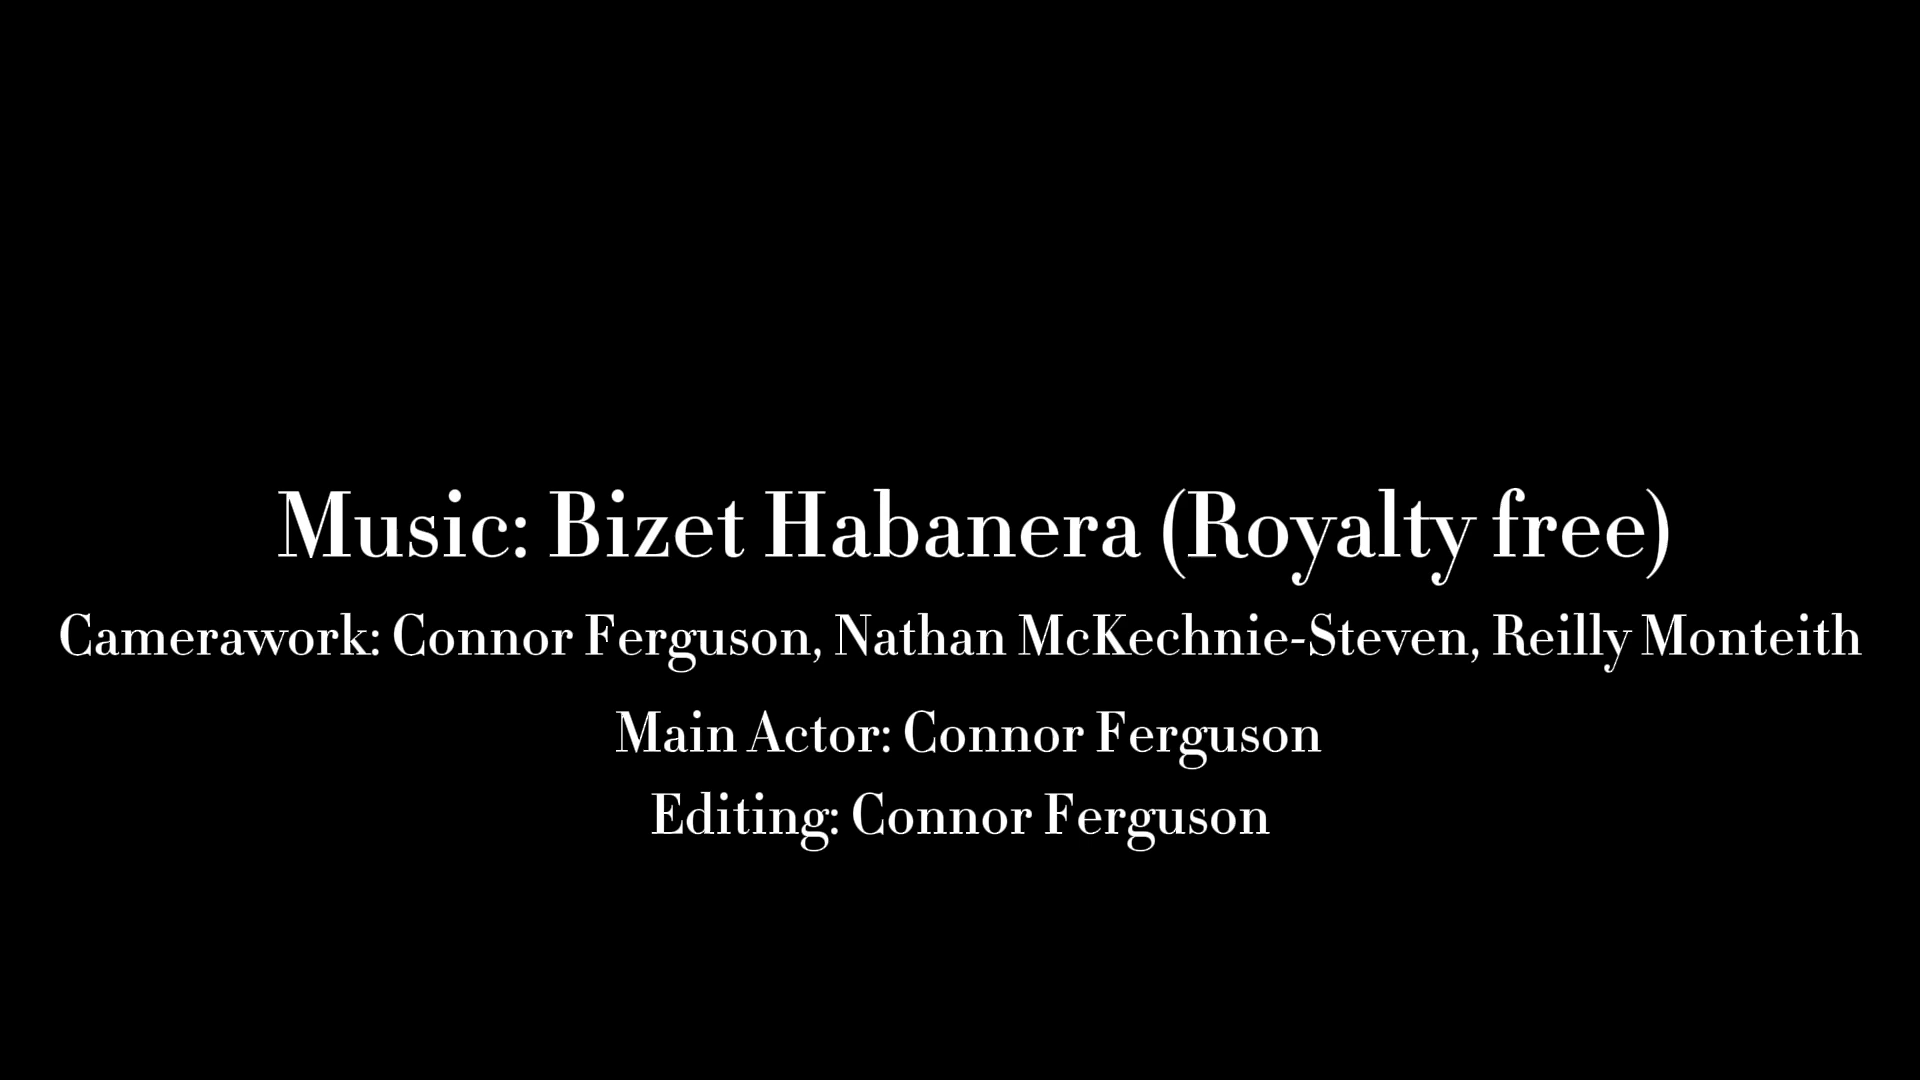 Music: Bizet Habanera (Royalty free)
Camerawork: Connor Ferguson, Nathan McKechnie-Steven, Reilly Monteith
Main Actor: Connor Ferguson
Editing: Connor Ferguson